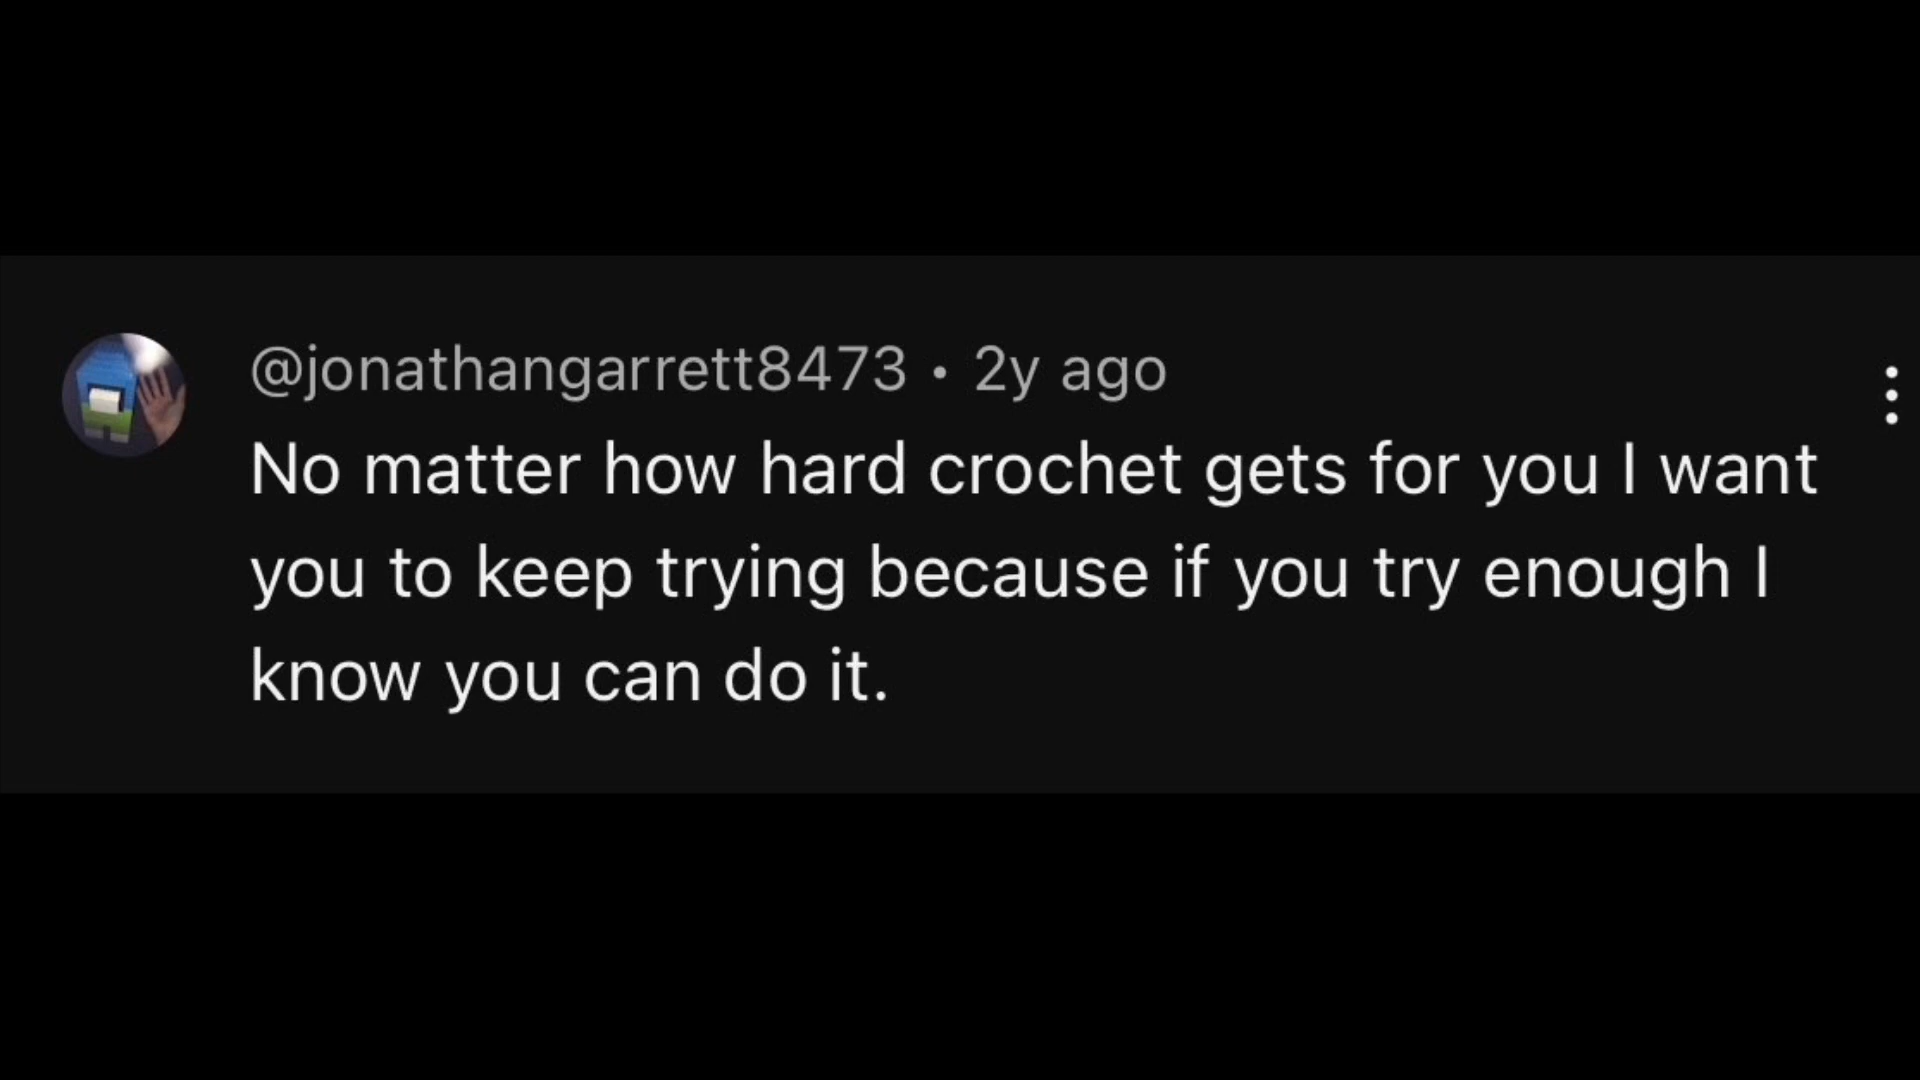 @jonathangarrett8473 • 2y ago
No matter how hard crochet gets for you I want
you to keep trying because if you try enough I
know you can do it.